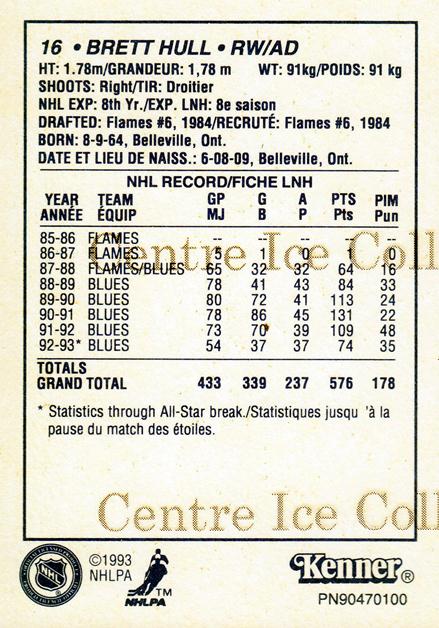 16 • BRETT HULL • RW/AD
HT: 1.78m/GRANDEUR: 1,78 m WT: 91kg/POIDS: 91 kg
SHOOTS: Right/TIR: Droitier
NHL EXP: 8th Yr./EXP. LNH: 8e saison
DRAFTED: Flames #6, 1984/RECRUTÉ: Flames #6, 1984
BORN: 8-9-64, Belleville, Ont.
DATE ET LIEU DE NAISS.: 6-08-09, Belleville, Ont.
NHL RECORD/FICHE LNH
YEAR TEAM GP G A PTS PIM
ANNÉE ÉQUIP MJ B P Pts Pun
85-86 FLAMES -- -- -- -- --
86-87 FLAMES 5 1 0 1 0
87-88 FLAMES/BLUES 65 32 32 64 16
88-89 BLUES 78 41 43 84 33
89-90 BLUES 80 72 41 113 24
90-91 BLUES 78 86 45 131 22
91-92 BLUES 73 70 39 109 48
92-93* BLUES 54 37 37 74 35
TOTALS
GRAND TOTAL 433 339 237 576 178
* Statistics through All-Star break./Statistiques jusqu 'à la
pause du match des étoiles.
Centre Ice Coll
Centre Ice Coll
NHL
©1993
NHLPA
NHLPA TM
Kenner®
PN90470100